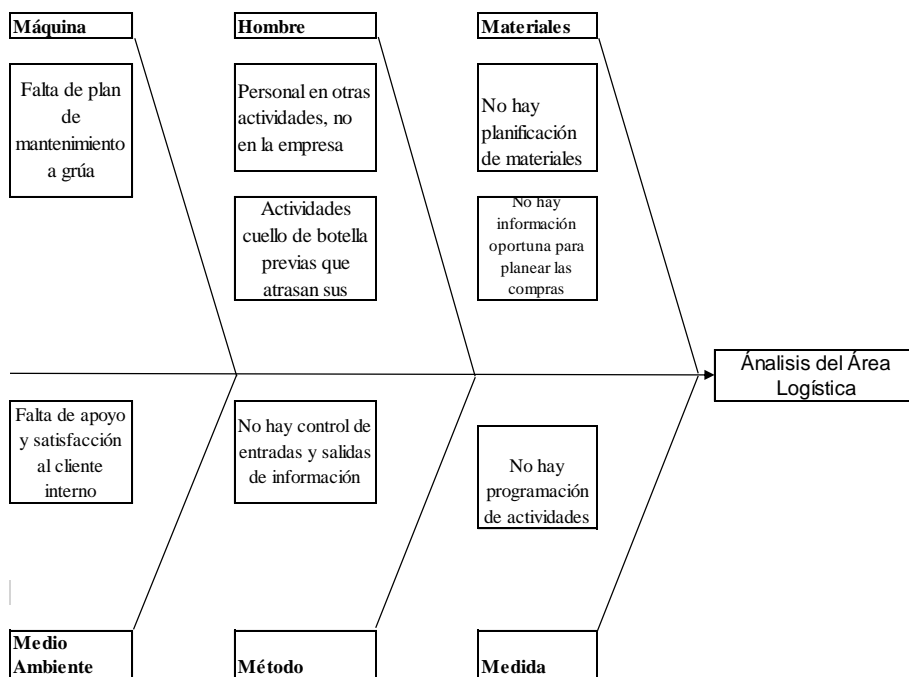 Máquina
Hombre
Materiales
Falta de plan
de
mantenimiento
a grúa
Personal en otras
actividades, no
en la empresa
No hay
planificación
de materiales
Actividades
cuello de botella
previas que
atrasan sus
No hay
información
oportuna para
planear las
compras
Ánalisis del Área
Logística
Falta de apoyo
y satisfacción
al cliente
interno
No hay control de
entradas y salidas
de información
No hay
programación
de actividades
Medio
Ambiente
Método
Medida